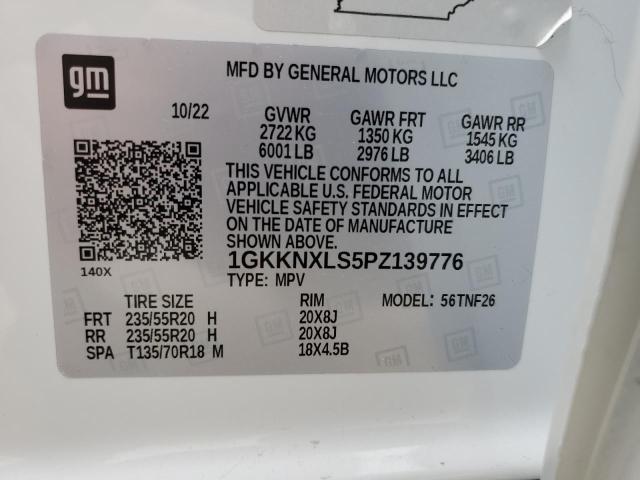 gm
MFD BY GENERAL MOTORS LLC
10/22 GVWR GAWR FRT GAWR RR
2722 KG 1350 KG 1545 KG
6001 LB 2976 LB 3406 LB
THIS VEHICLE CONFORMS TO ALL
APPLICABLE U.S. FEDERAL MOTOR
VEHICLE SAFETY STANDARDS IN EFFECT
ON THE DATE OF MANUFACTURE
SHOWN ABOVE.
140X
1GKKNXLS5PZ139776
TYPE: MPV
TIRE SIZE RIM MODEL: 56TNF26
FRT 235/55R20 H 20X8J
RR 235/55R20 H 20X8J
SPA T135/70R18 M 18X4.5B